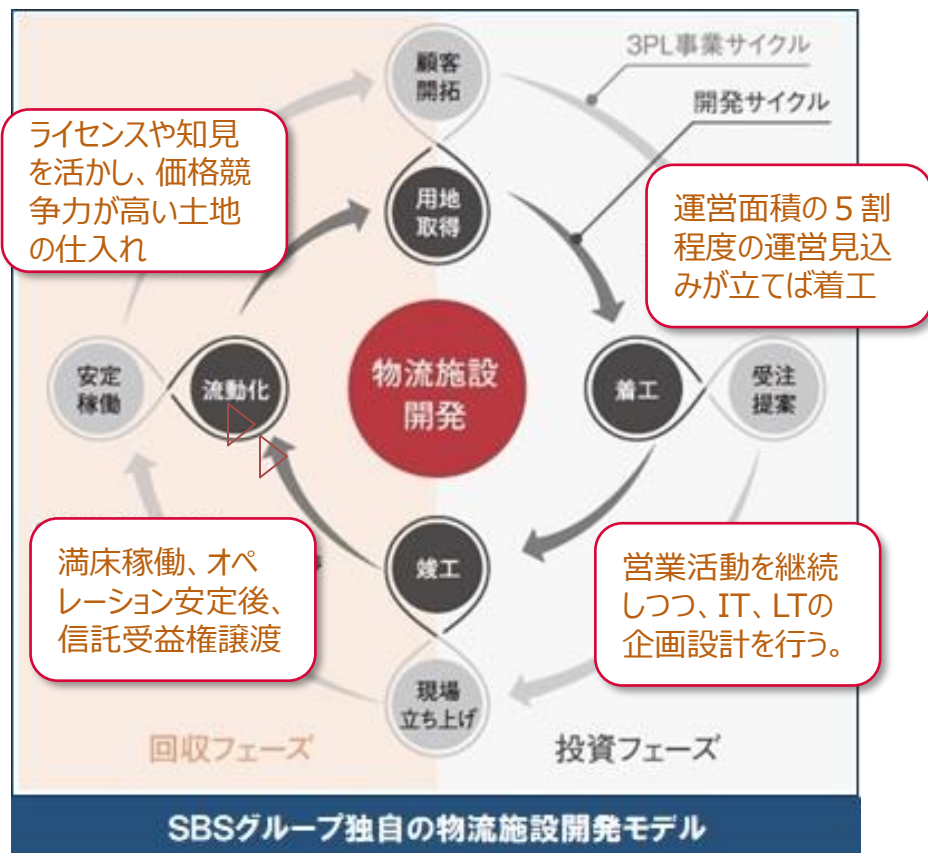 3PL事業サイクル
開発サイクル
顧客
開拓
用地
取得
ライセンスや知見
を活かし、価格競
争力が高い土地
の仕入れ
運営面積の５割
程度の運営見込
みが立てば着工
安定
稼働
流動化
物流施設
開発
着工
受注
提案
満床稼働、オペ
レーション安定後、
信託受益権譲渡
竣工
営業活動を継続
しつつ、IT、LTの
企画設計を行う。
現場
立ち上げ
回収フェーズ
投資フェーズ
SBSグループ独自の物流施設開発モデル